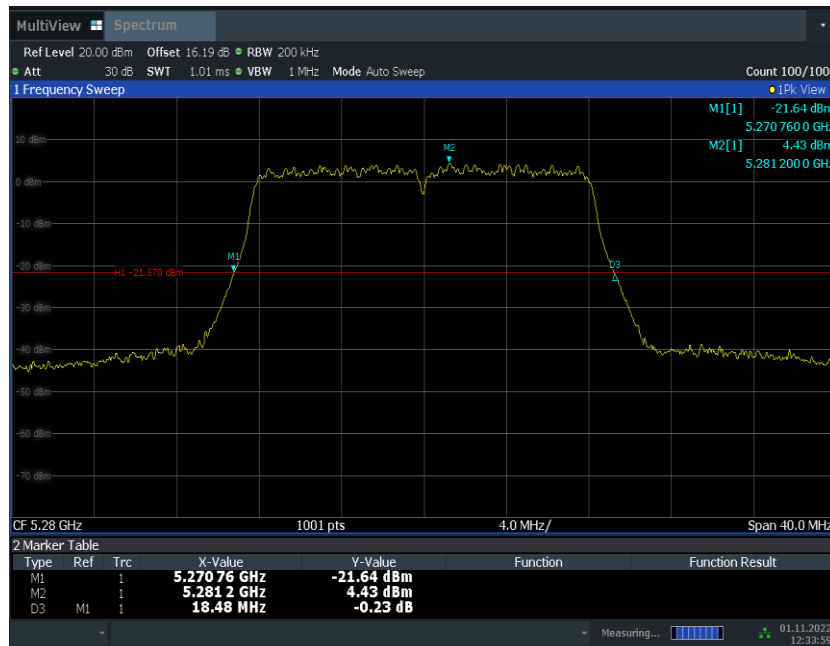 MultiView Spectrum
Ref Level 20.00 dBm Offset 16.19 dB RBW 200 kHz
Att 30 dB SWT 1.01 ms VBW 1 MHz Mode Auto Sweep Count 100/100
1 Frequency Sweep 1Pk View
M1[1] -21.64 dBm
5.270 760 0 GHz
M2[1] 4.43 dBm
5.281 200 0 GHz
10 dBm
M2
0 dBm
-10 dBm
M1
-20 dBm
D3
H1 -21.570 dBm
-30 dBm
-40 dBm
-50 dBm
-60 dBm
-70 dBm
CF 5.28 GHz 1001 pts 4.0 MHz/ Span 40.0 MHz
2 Marker Table
Type Ref Trc X-Value Y-Value Function Function Result
M1 1 5.270 76 GHz -21.64 dBm
M2 1 5.281 2 GHz 4.43 dBm
D3 M1 1 18.48 MHz -0.23 dB
Measuring... 01.11.2022
12:33:59